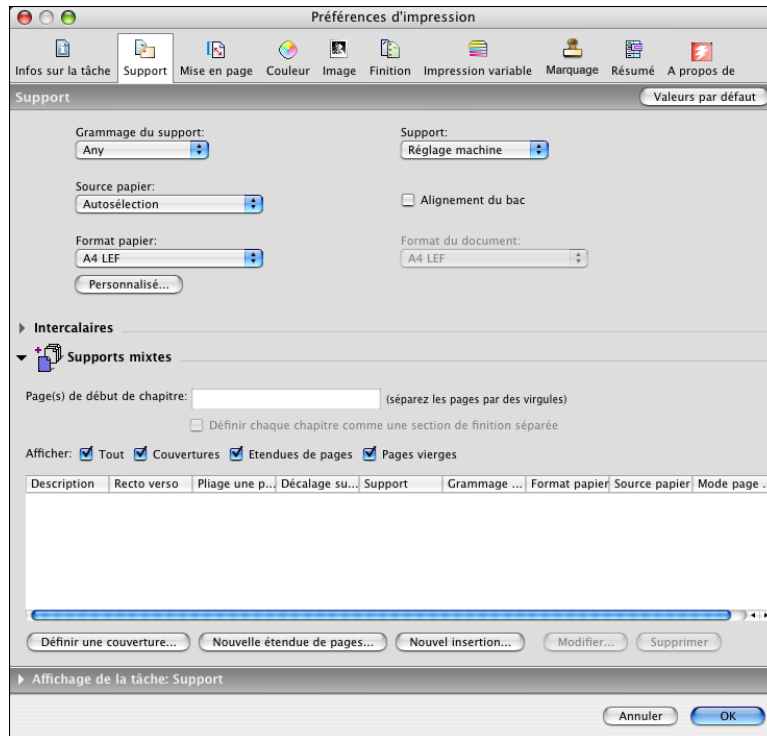 Préférences d'impression
Infos sur la tâche Support Mise en page Couleur Image Finition Impression variable Marquage Résumé A propos de
Support Valeurs par défaut
Grammage du support: Support:
Any Réglage machine
Source papier:
Autosélection Alignement du bac
Format papier: Format du document:
A4 LEF A4 LEF
Personnalisé...
Intercalaires
Supports mixtes
Page(s) de début de chapitre: (séparez les pages par des virgules)
Définir chaque chapitre comme une section de finition séparée
Afficher: Tout Couvertures Etendues de pages Pages vierges
Description Recto verso Pliage une p... Décalage su... Support Grammage ... Format papier Source papier Mode page ..
Définir une couverture... Nouvelle étendue de pages... Nouvel insertion... Modifier... Supprimer
Affichage de la tâche: Support
Annuler OK